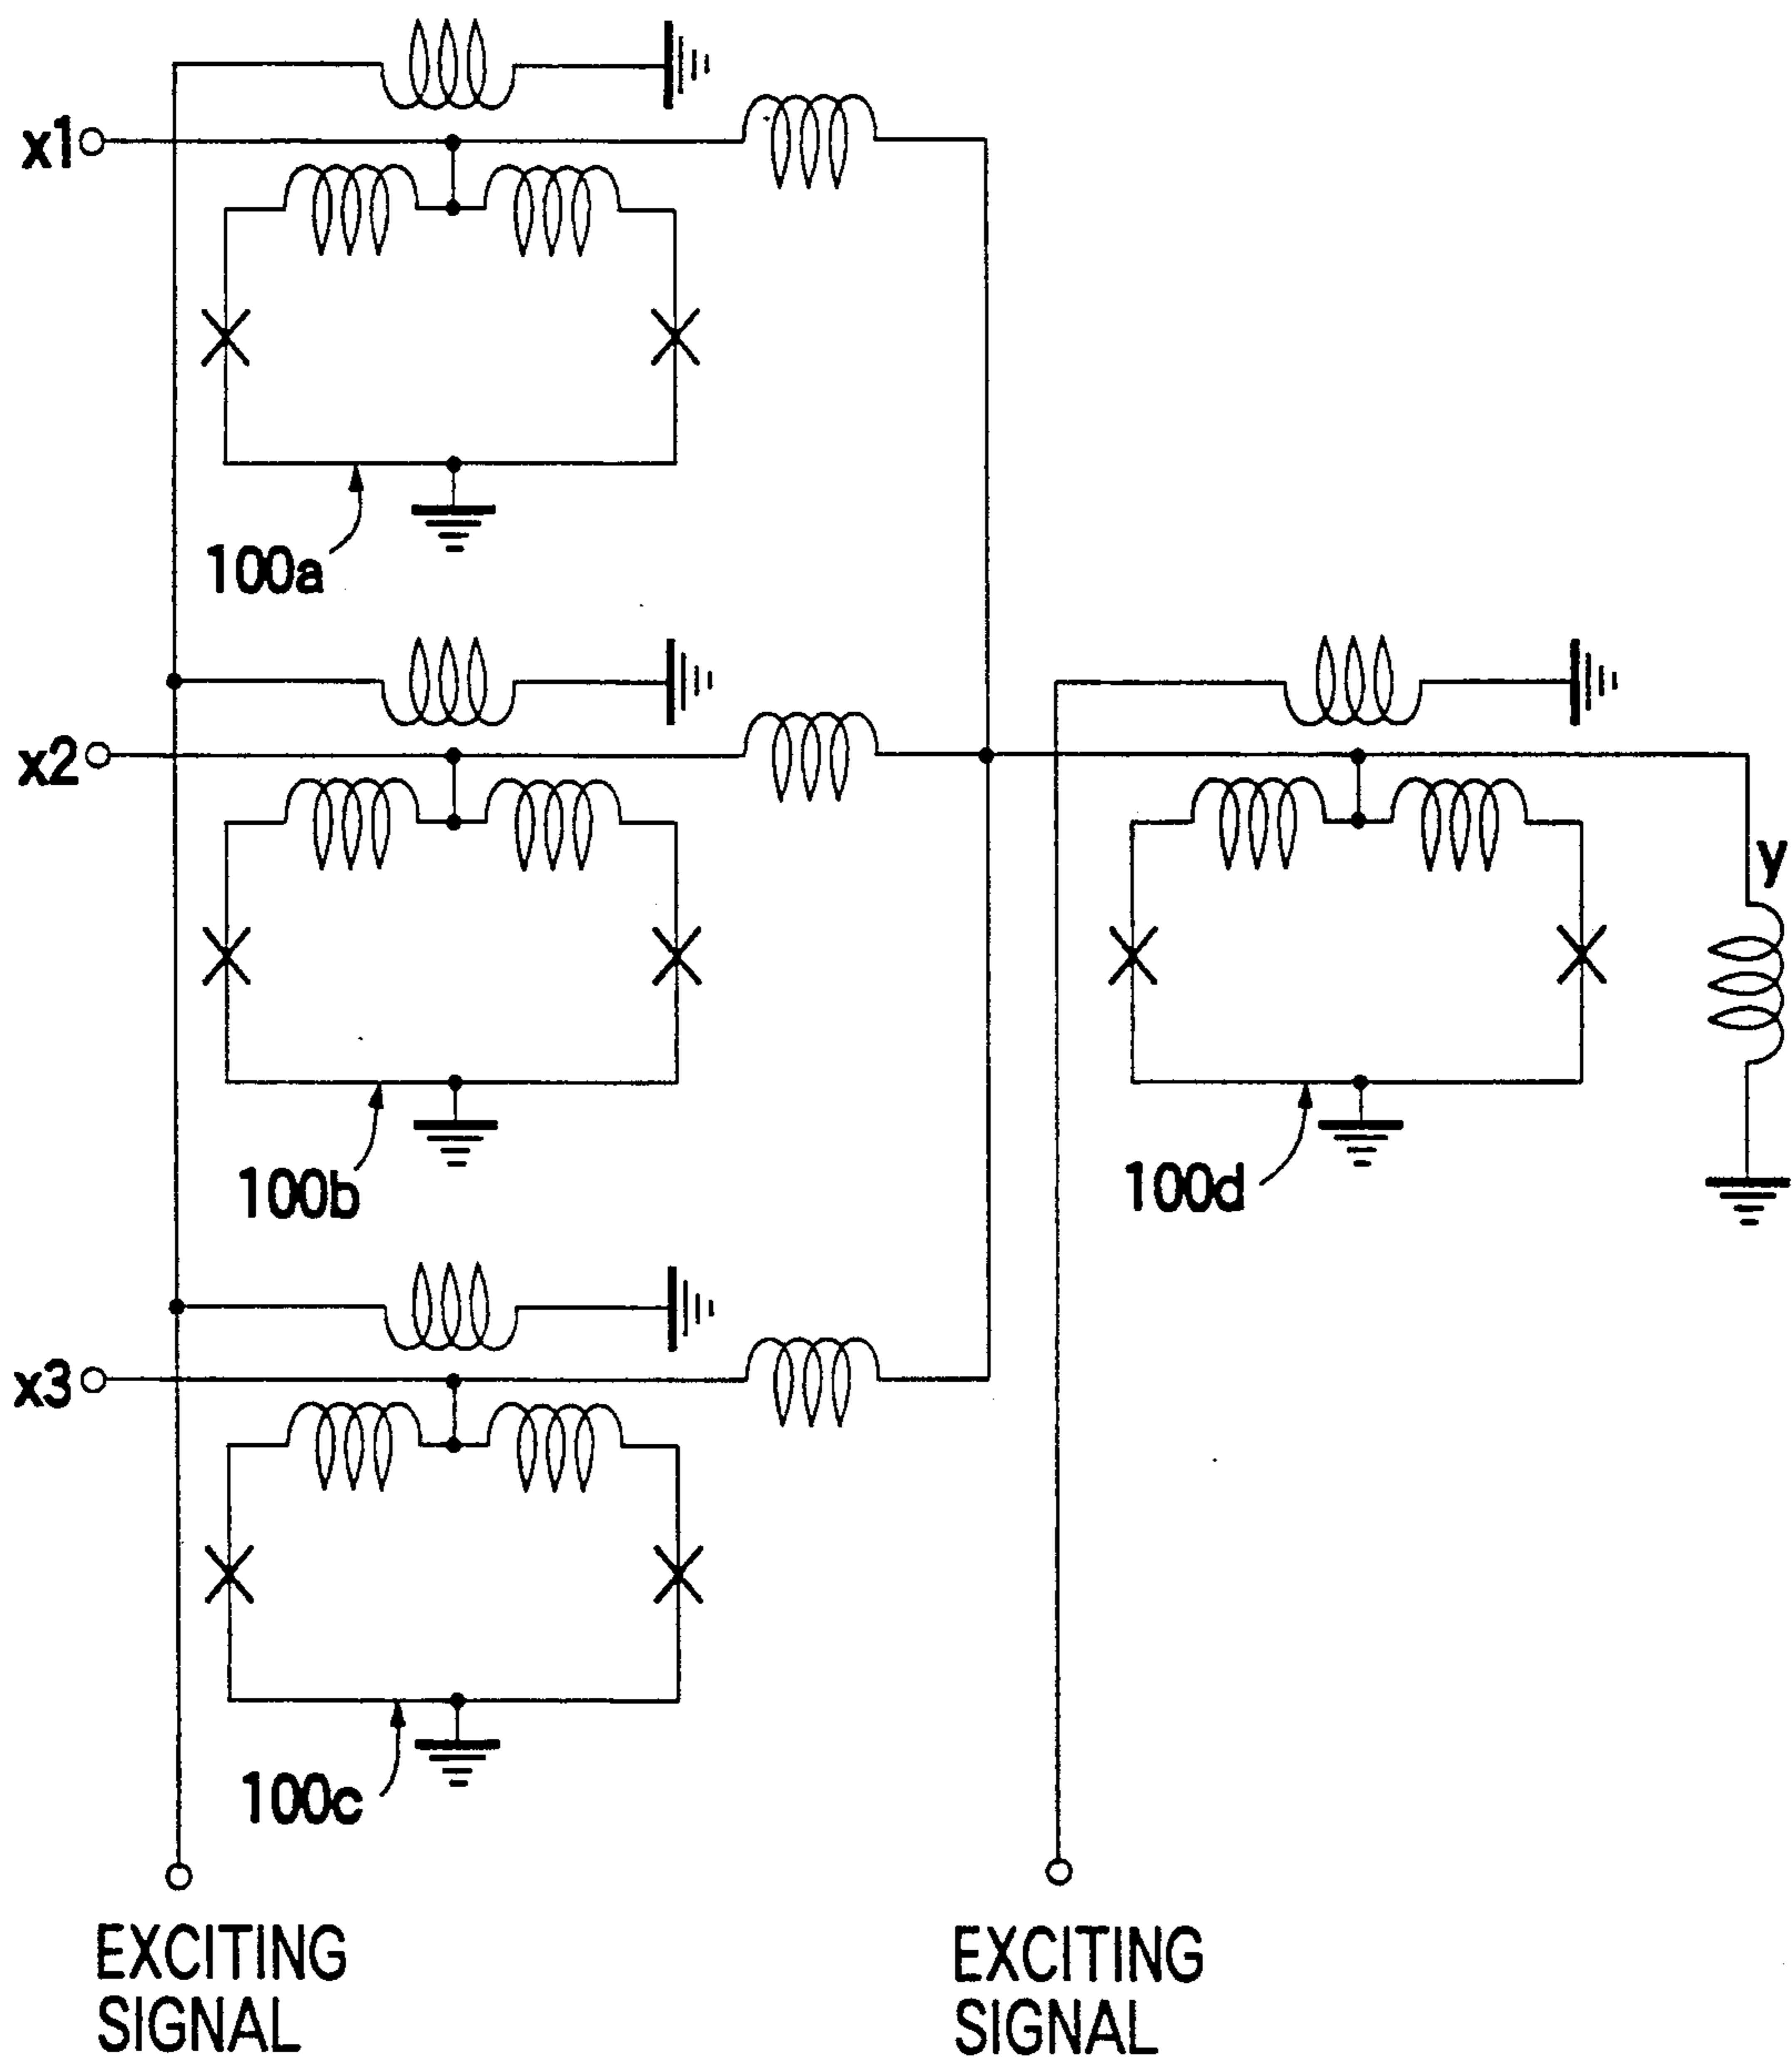 x1
100a
x2
y
100b
100d
x3
100c
EXCITING
SIGNAL
EXCITING
SIGNAL